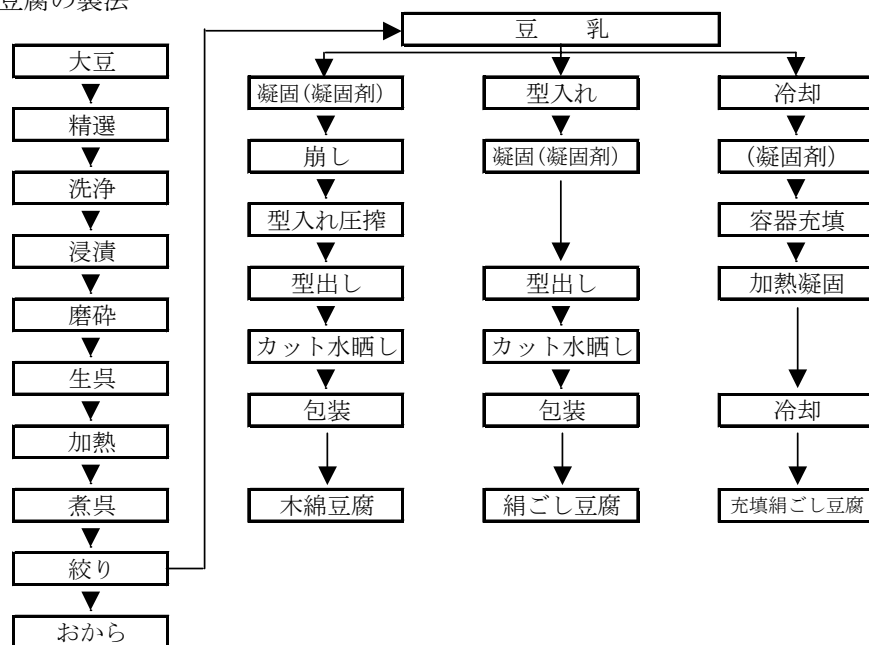 豆腐の製法
大豆
精選
洗浄
浸漬
磨砕
生呉
加熱
煮呉
絞り
おから
豆　乳
凝固(凝固剤)
崩し
型入れ圧搾
型出し
カット水晒し
包装
木綿豆腐
型入れ
凝固(凝固剤)
型出し
カット水晒し
包装
絹ごし豆腐
冷却
(凝固剤)
容器充填
加熱凝固
冷却
充填絹ごし豆腐